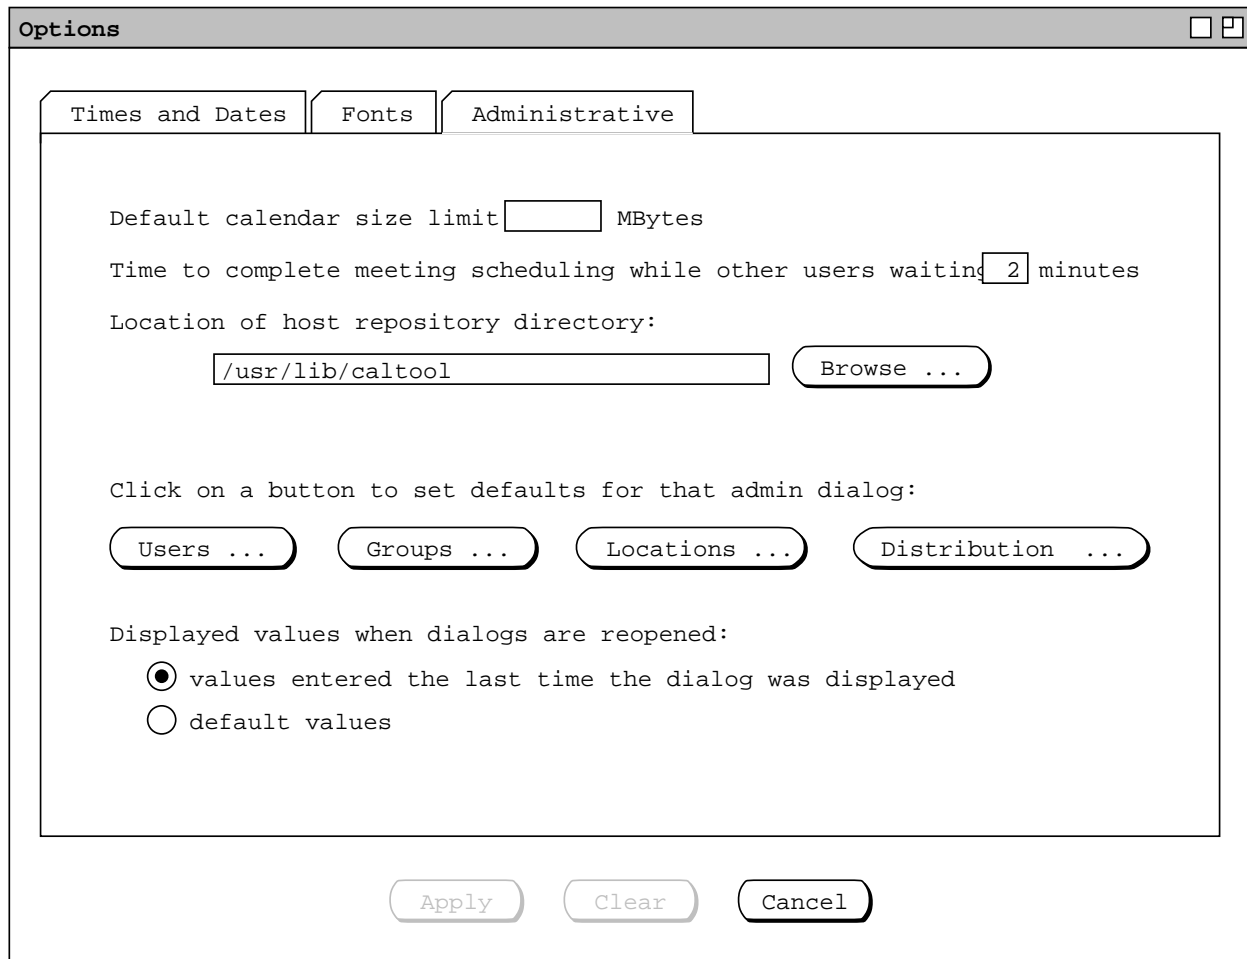 Options
Times and Dates Fonts Administrative
Default calendar size limit MBytes
Time to complete meeting scheduling while other users waiting 2 minutes
Location of host repository directory:
/usr/lib/caltool Browse ...
Click on a button to set defaults for that admin dialog:
Users ... Groups ... Locations ... Distribution ...
Displayed values when dialogs are reopened:
values entered the last time the dialog was displayed
default values
Apply Clear Cancel